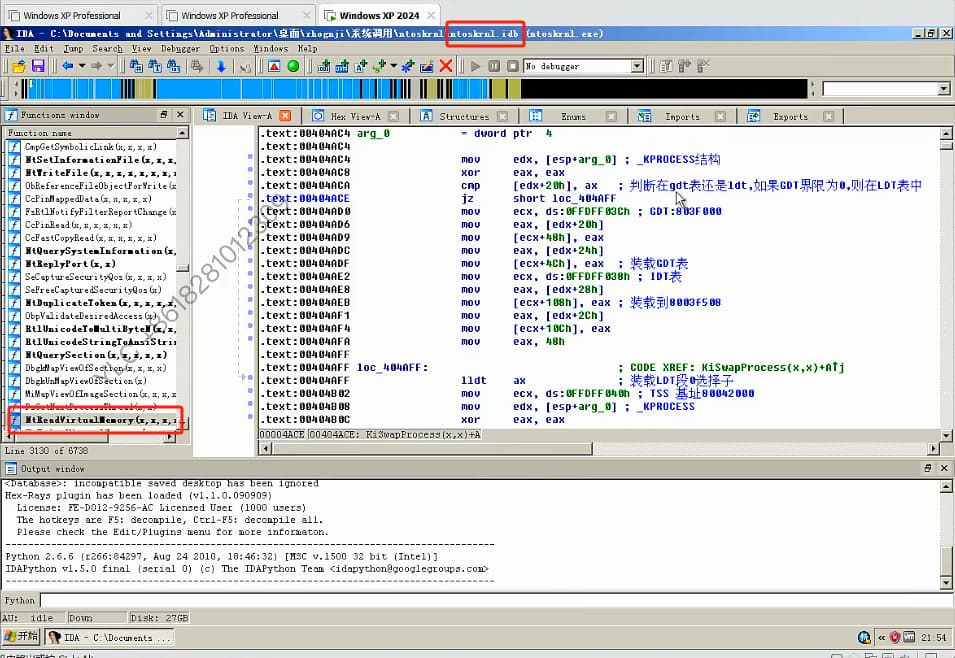 Windows XP Professional
Windows XP Professional
Windows XP 2024
IDA - C:\Documents and Settings\Administrator\桌面\zhognji\系统调用\ntoskrnl\ntoskrnl.idb (ntoskrnl.exe)
File Edit Jump Search View Debugger Options Windows Help
No debugger
Functions window
IDA View-A
Hex View-A
Structures
Enums
Imports
Exports
Function name
CmpGetSymbolicLink(x,x,x,x)
NtSetInformationFile(x,x,x,
NtWriteFile(x,x,x,x,x,x,x,
ObReferenceFileObjectForWrite(x
CcPinMappedData(x,x,x,x,x)
FsRtlNotifyFilterReportChange(x
CcPinRead(x,x,x,x,x,x)
CcFastCopyRead(x,x,x,x,x,x)
NtQuerySystemInformation(x,
NtReplyPort(x,x)
SeCaptureSecurityQos(x,x,x,x)
SeFreeCapturedSecurityQos(x)
NtDuplicateToken(x,x,x,x,x,
ObpValidateDesiredAccess(x)
RtlUnicodeToMultiByteN(x,x,
RtlUnicodeStringToAnsiStrin
NtQuerySection(x,x,x,x,x)
DbgkMapViewOfSection(x,x,x,x)
DbgkUnMapViewOfSection(x)
MiMapViewOfImageSection(x,x,x,x
NtReadVirtualMemory(x,x,x,x
Line 3130 of 6738
.text:00404AC4 arg_0 = dword ptr 4
.text:00404AC4
.text:00404AC4 mov edx, [esp+arg_0] ; _KPROCESS结构
.text:00404AC8 xor eax, eax
.text:00404ACA cmp [edx+20h], ax ; 判断在gdt表还是ldt,如果GDT界限为0,则在LDT表中
.text:00404ACE jz short loc_404AFF
.text:00404AD0 mov ecx, ds:0FFDFF03Ch ; GDT:803F000
.text:00404AD6 mov eax, [edx+20h]
.text:00404AD9 mov [ecx+48h], eax
.text:00404ADC mov eax, [edx+24h]
.text:00404ADF mov [ecx+4Ch], eax ; 装载GDT表
.text:00404AE2 mov ecx, ds:0FFDFF038h ; IDT表
.text:00404AE8 mov eax, [edx+28h]
.text:00404AEB mov [ecx+108h], eax ; 装载到8003F508
.text:00404AF1 mov eax, [edx+2Ch]
.text:00404AF4 mov [ecx+10Ch], eax
.text:00404AFA mov eax, 48h
.text:00404AFF
.text:00404AFF loc_404AFF: ; CODE XREF: KiSwapProcess(x,x)+A↑j
.text:00404AFF lldt ax ; 装载LDT段0选择子
.text:00404B02 mov ecx, ds:0FFDFF040h ; TSS 基址80042000
.text:00404B08 mov edx, [esp+arg_0] ; _KPROCESS
.text:00404B0C xor eax, eax
00004ACE 00404ACE: KiSwapProcess(x,x)+A
Output window
<Database>: incompatible saved desktop has been ignored
Hex-Rays plugin has been loaded (v1.1.0.090909)
License: FE-D012-9256-AC Licensed User (1000 users)
The hotkeys are F5: decompile, Ctrl-F5: decompile all.
Please check the Edit/Plugins menu for more informaton.
Python 2.6.6 (r266:84297, Aug 24 2010, 18:46:32) [MSC v.1500 32 bit (Intel)]
IDAPython v1.5.0 final (serial 0) (c) The IDAPython Team <idapython@googlegroups.com>
Python
AU: idle Down Disk: 27GB
开始
IDA - C:\Documents ...
21:54